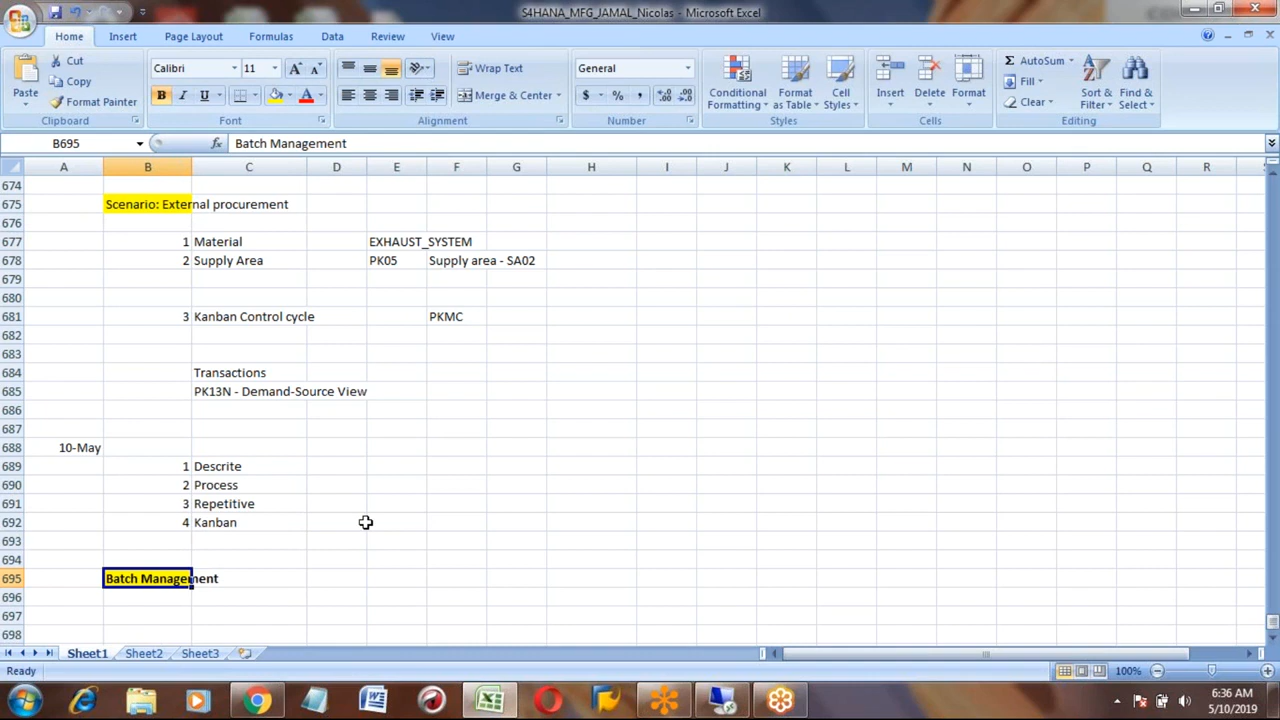 S4HANA_MFG_JAMAL_Nicolas - Microsoft Excel
Home Insert Page Layout Formulas Data Review View
Cut
Copy
Format Painter
Paste
Clipboard
Calibri 11
B I U
Font
Wrap Text
Merge & Center
Alignment
General
$ % ,
Number
Conditional Formatting
Format as Table
Cell Styles
Styles
Insert Delete Format
Cells
AutoSum
Fill
Clear
Sort & Filter
Find & Select
Editing
B695 fx Batch Management
A B C D E F G H I J K L M N O P Q R
674
675 Scenario: External procurement
676
677 1 Material EXHAUST_SYSTEM
678 2 Supply Area PK05 Supply area - SA02
679
680
681 3 Kanban Control cycle PKMC
682
683
684 Transactions
685 PK13N - Demand-Source View
686
687
688 10-May
689 1 Descrite
690 2 Process
691 3 Repetitive
692 4 Kanban
693
694
695 Batch Management
696
697
698
Sheet1 Sheet2 Sheet3
Ready 100%
6:36 AM
5/10/2019